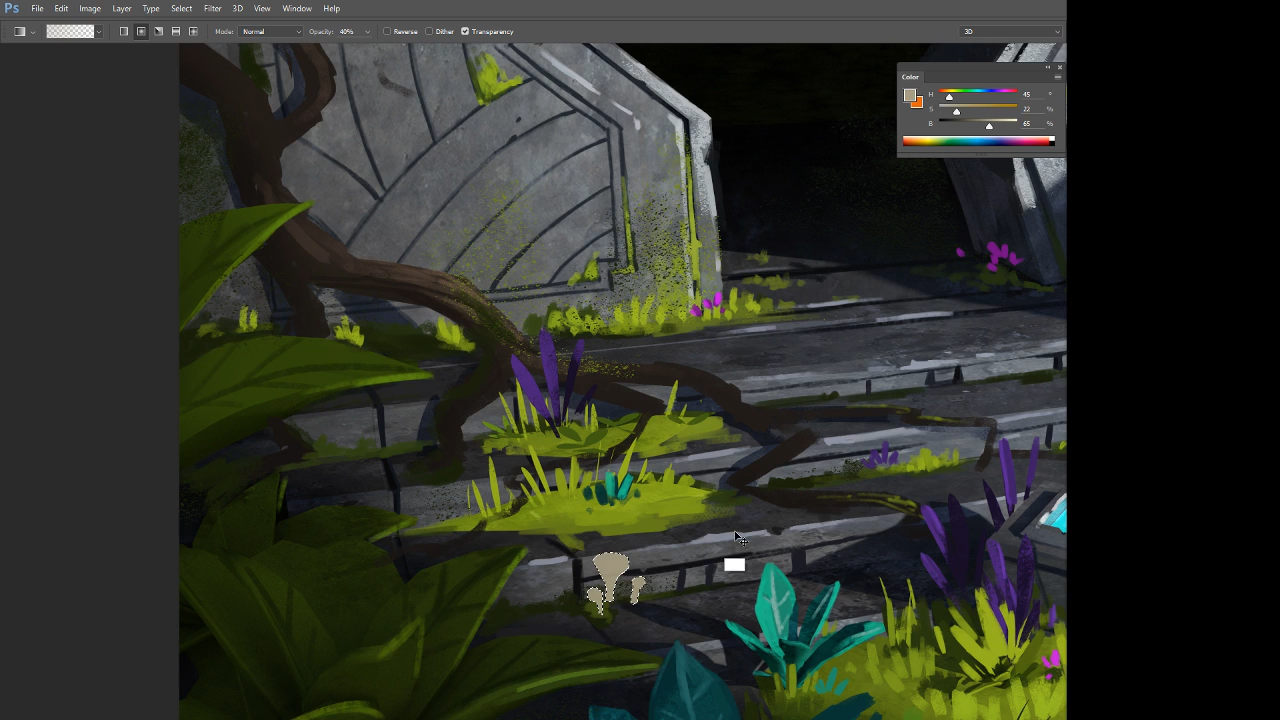 Ps File Edit Image Layer Type Select Filter 3D View Window Help
Mode: Normal Opacity: 40% Reverse Dither Transparency 3D
Color
H 45 °
S 22 %
B 65 %